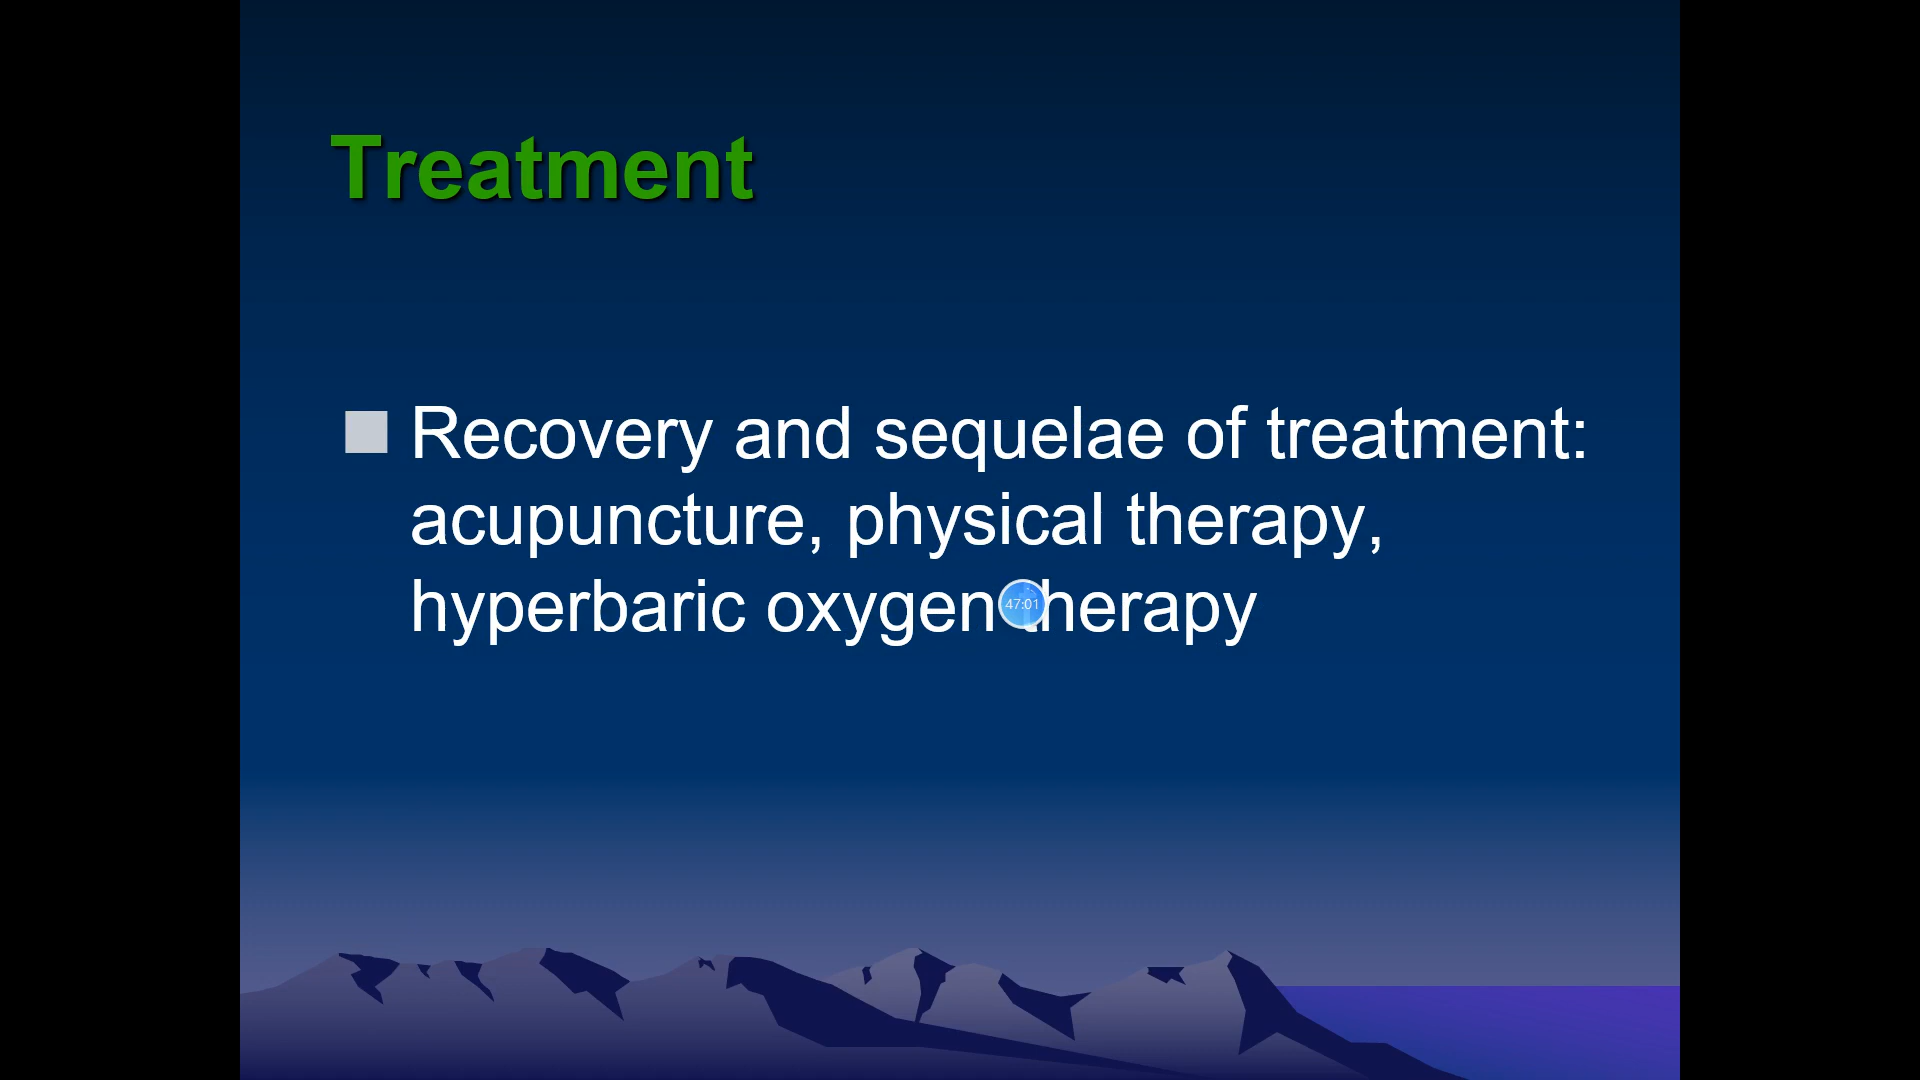 Treatment
Recovery and sequelae of treatment:
acupuncture, physical therapy,
hyperbaric oxygen therapy
47:01